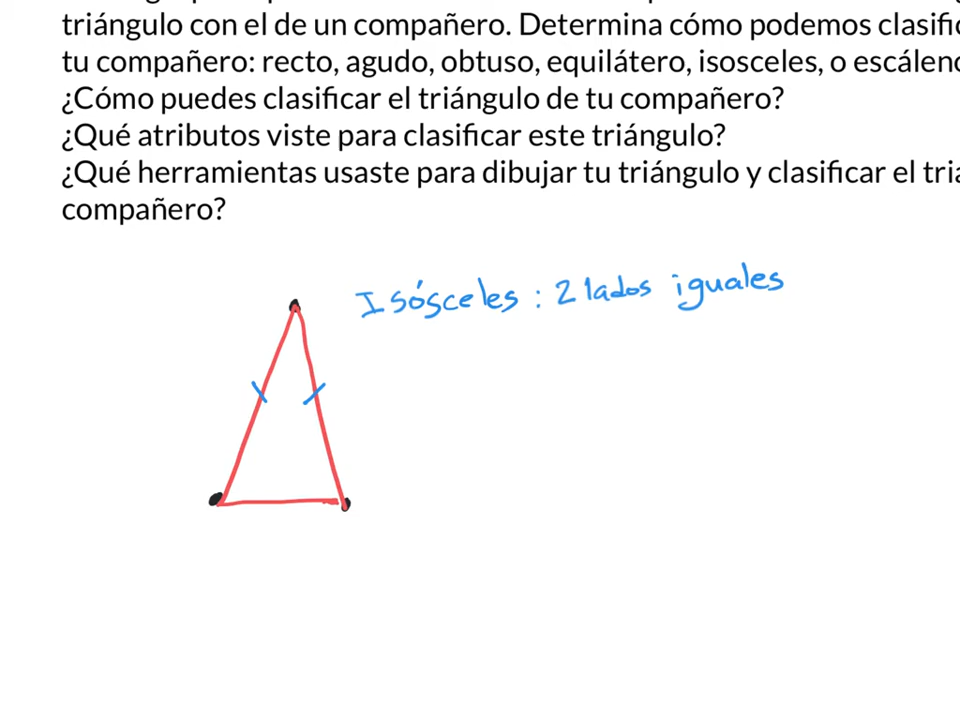 triángulo con el de un compañero. Determina cómo podemos clasific
tu compañero: recto, agudo, obtuso, equilátero, isosceles, o escáleno
¿Cómo puedes clasificar el triángulo de tu compañero?
¿Qué atributos viste para clasificar este triángulo?
¿Qué herramientas usaste para dibujar tu triángulo y clasificar el tria
compañero?
Isósceles : 2 lados iguales